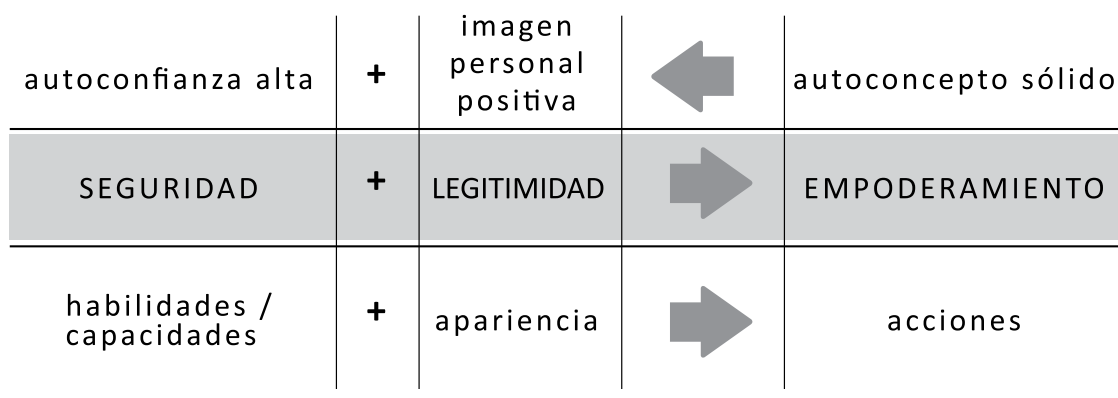 autoconfianza alta + imagen personal positiva autoconcepto sólido
SEGURIDAD + LEGITIMIDAD EMPODERAMIENTO
habilidades / capacidades + apariencia acciones